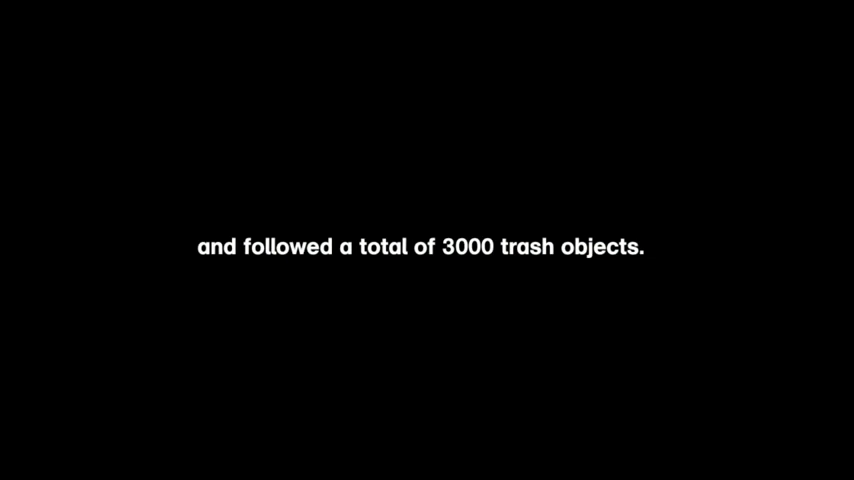 and followed a total of 3000 trash objects.